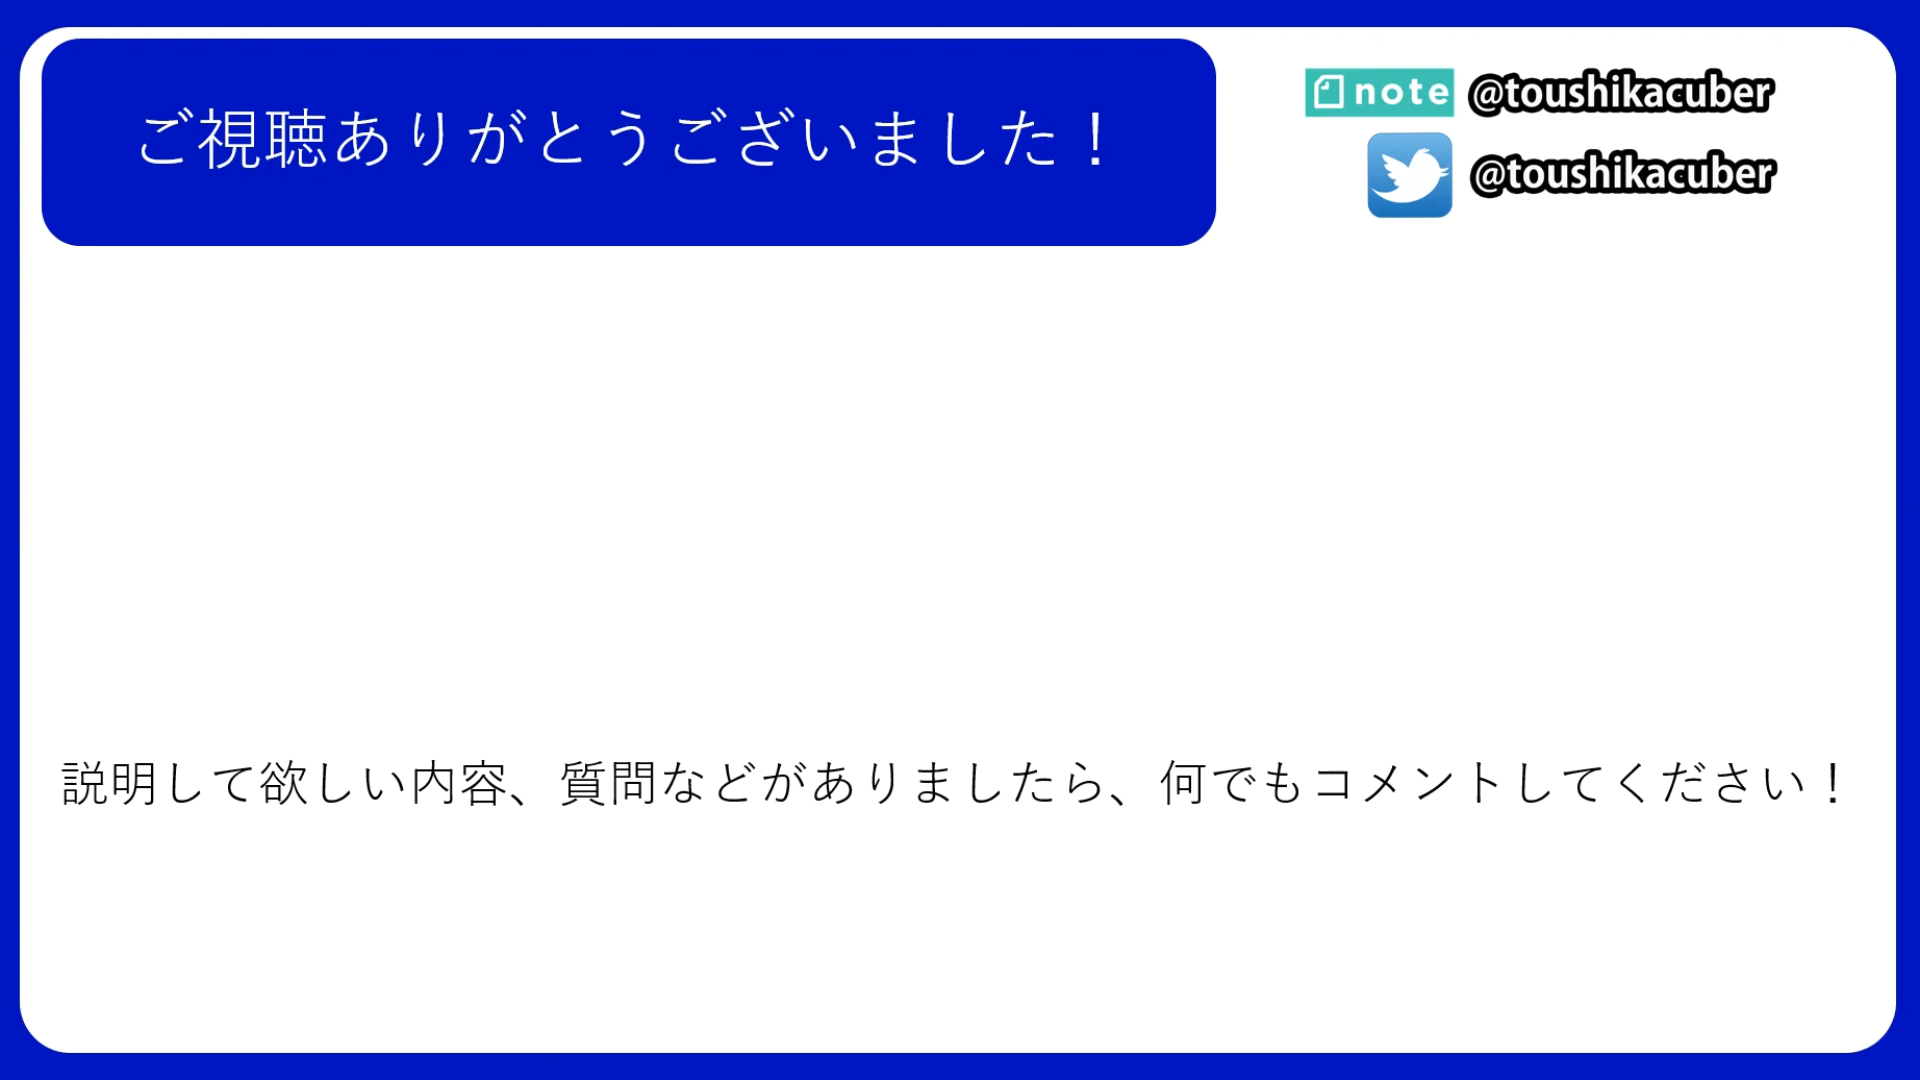 ご視聴ありがとうございました！
note @toushikacuber
@toushikacuber
説明して欲しい内容、質問などがありましたら、何でもコメントしてください！